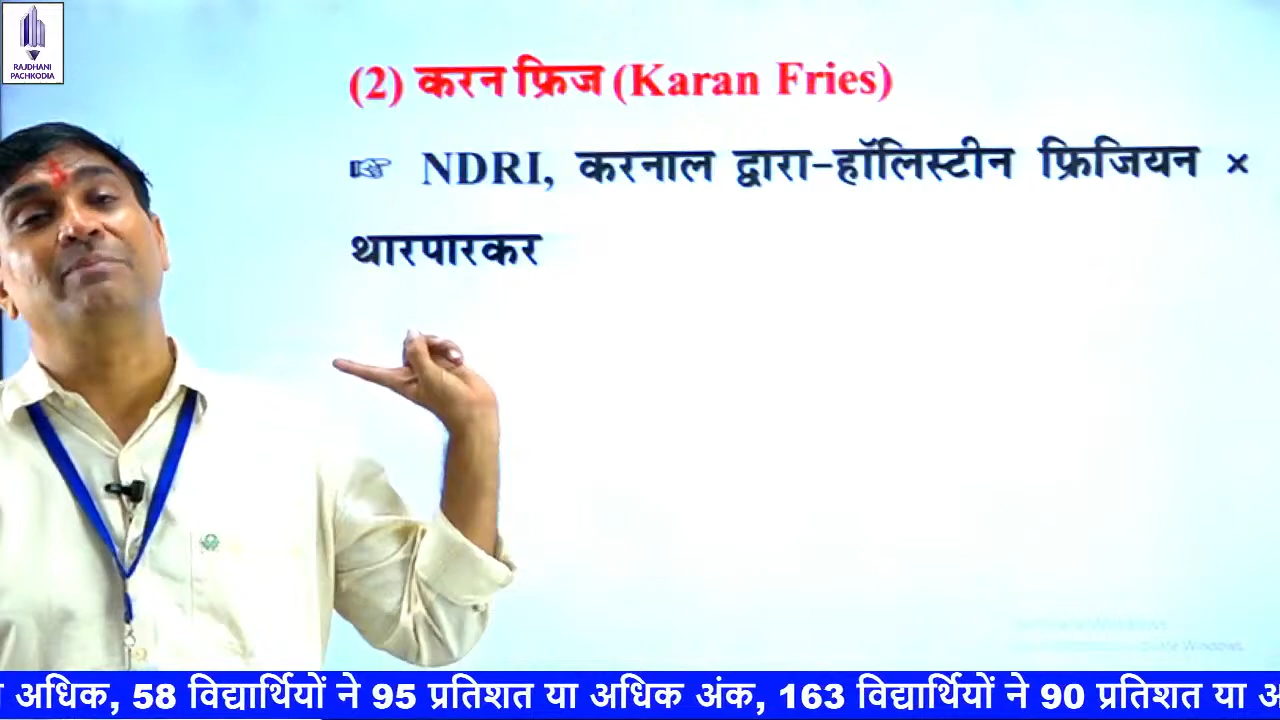 RAJDHANI
PACHKODIA
(2) करन फ्रिज (Karan Fries)
☞ NDRI, करनाल द्वारा-हॉलिस्टीन फ्रिजियन ×
थारपारकर
अधिक, 58 विद्यार्थियों ने 95 प्रतिशत या अधिक अंक, 163 विद्यार्थियों ने 90 प्रतिशत या अ